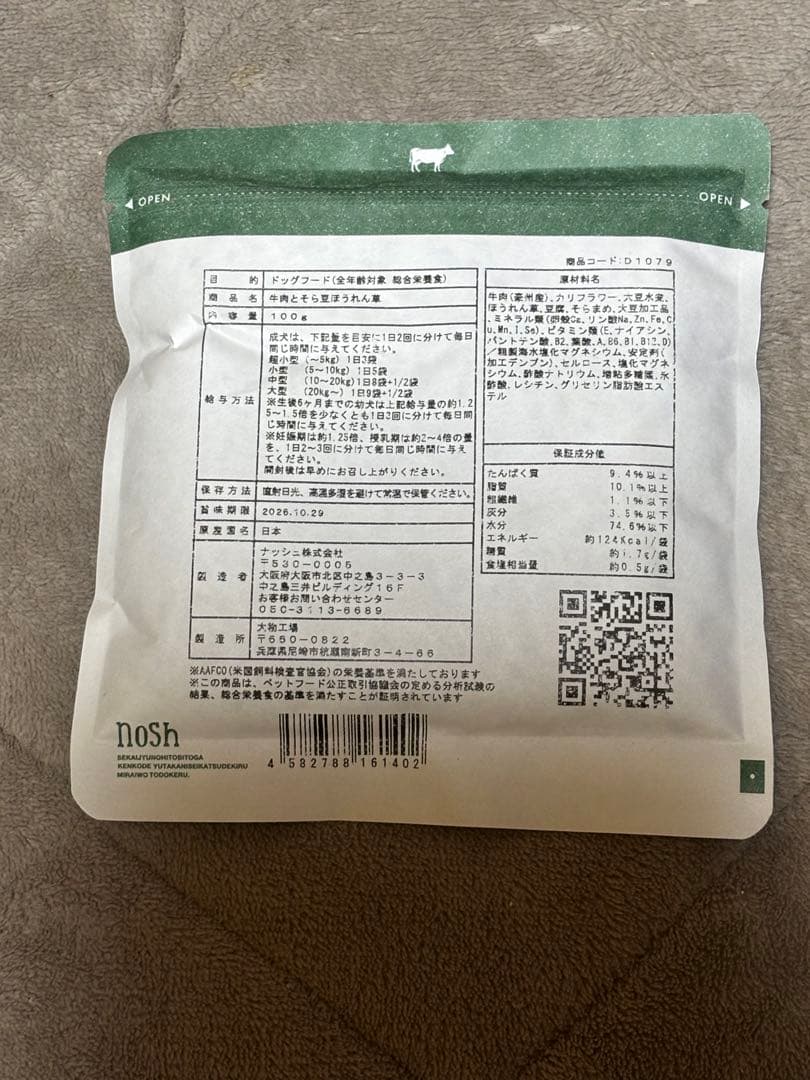 OPEN
OPEN
商品コード:D1079
目的 ドッグフード(全年齢対象 総合栄養食)
商品名 牛肉とそら豆ほうれん草
内容量 100g
給与方法
成犬は、下記量を目安に1日2回に分けて毎日
同じ時間に与えてください。
超小型 (~5kg) 1日3袋
小型 (5~10kg) 1日5袋
中型 (10~20kg)1日8袋+1/2袋
大型 (20kg~) 1日9袋+1/2袋
※生後6ヶ月までの幼犬は上記給与量の約1.2
5~1.5倍を少なくとも1日3回に分けて毎日同
じ時間に与えてください。
※妊娠期は約1.25倍、授乳期は約2~4倍の量
を、1日2~3回に分けて毎日同じ時間に与え
てください。
開封後は早めにお召し上がりください。
保存方法 直射日光、高温多湿を避けて常温で保管ください。
賞味期限 2026.10.29
原産国名 日本
製造者
ナッシュ株式会社
〒530-0005
大阪府大阪市北区中之島3-3-3
中之島三井ビルディング16F
お客様お問い合わせセンター
050-3113-6689
製造所
大物工場
〒660-0822
兵庫県尼崎市杭瀬南新町3-4-66
原材料名
牛肉(豪州産)、カリフラワー、六豆水煮、
ほうれん草、豆腐、そらまめ、大豆加工品
、ミネラル類(卵殻Ca、リン酸Na,Zn,Fe,C
u,Mn,I,Se)、ビタミン類(E,ナイアシン,
パントテン酸,B2,葉酸,A,B6,B1,B12,D)
/粗製海水塩化マグネシウム、安定剤(
加工デンプン)、セルロース、塩化マグネ
シウム、酢酸ナトリウム、増粘多糖類、氷
酢酸、レシチン、グリセリン脂肪酸エス
テル
保証成分値
たんぱく質 9.4%以上
脂質 10.1%以上
粗繊維 1.1%以下
灰分 3.5%以下
水分 74.6%以下
エネルギー 約124Kcal/袋
糖質 約1.7g/袋
食塩相当量 約0.5g/袋
※AAFCO(米国飼料検査官協会)の栄養基準を満たしております
※この商品は、ペットフード公正取引協議会の定める分析試験の
結果、総合栄養食の基準を満たすことが証明されています
nosh
SEKAIJYUNOHITOBITOGA
KENKODE YUTAKANISEIKATSUDEKIRU
MIRAIWO TODOKERU.
4 582788 161402